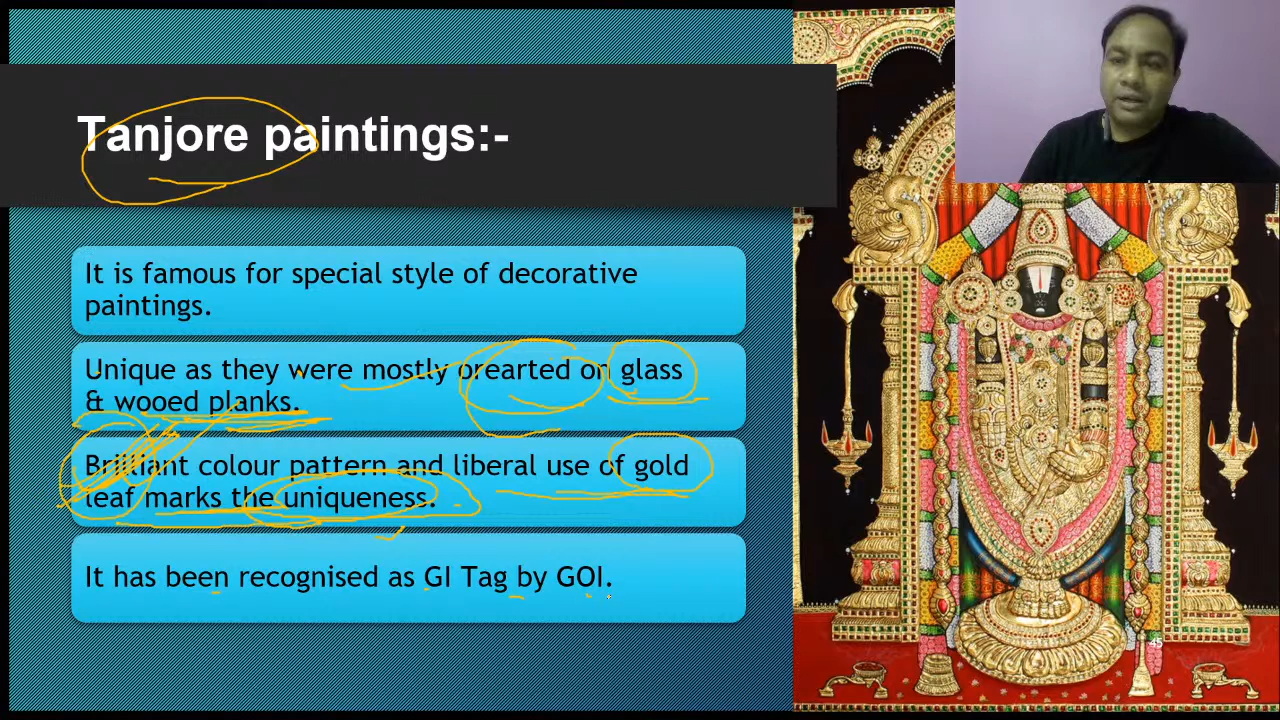 Tanjore paintings:-
It is famous for special style of decorative
paintings.
Unique as they were mostly prearted on glass
& wooed planks.
Brilliant colour pattern and liberal use of gold
leaf marks the uniqueness.
It has been recognised as GI Tag by GOI.
45